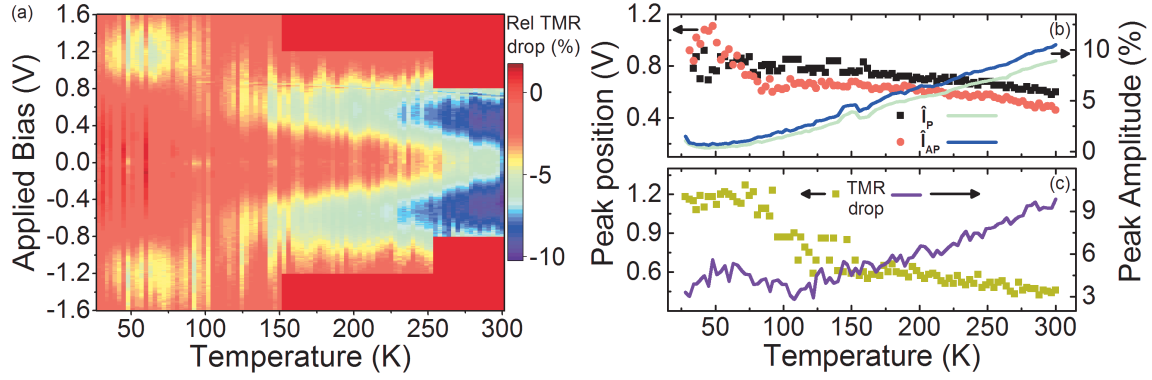 (a)
Rel TMR
drop (%)
1.6
1.2
0.8
0.4
0.0
-0.4
-0.8
-1.2
-1.6
Applied Bias (V)
50
100
150
200
250
300
Temperature (K)
0
-5
-10
(b)
1.2
0.8
0.4
Peak position (V)
10
5
0
Peak Amplitude (%)
Î_P
Î_AP
(c)
TMR
drop
1.2
0.9
0.6
9
6
3
50
100
150
200
250
300
Temperature (K)